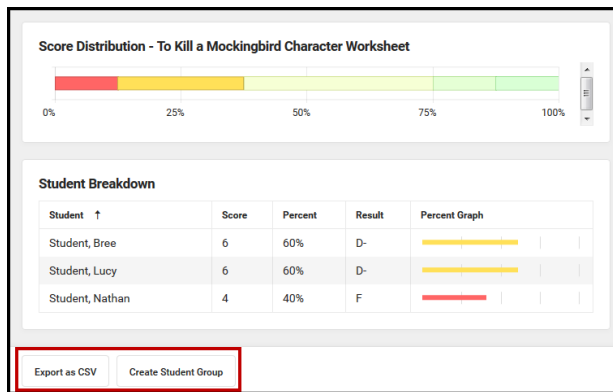 Score Distribution - To Kill a Mockingbird Character Worksheet
0% 25% 50% 75% 100%
Student Breakdown
Student ↑ Score Percent Result Percent Graph
Student, Bree 6 60% D-
Student, Lucy 6 60% D-
Student, Nathan 4 40% F
Export as CSV Create Student Group